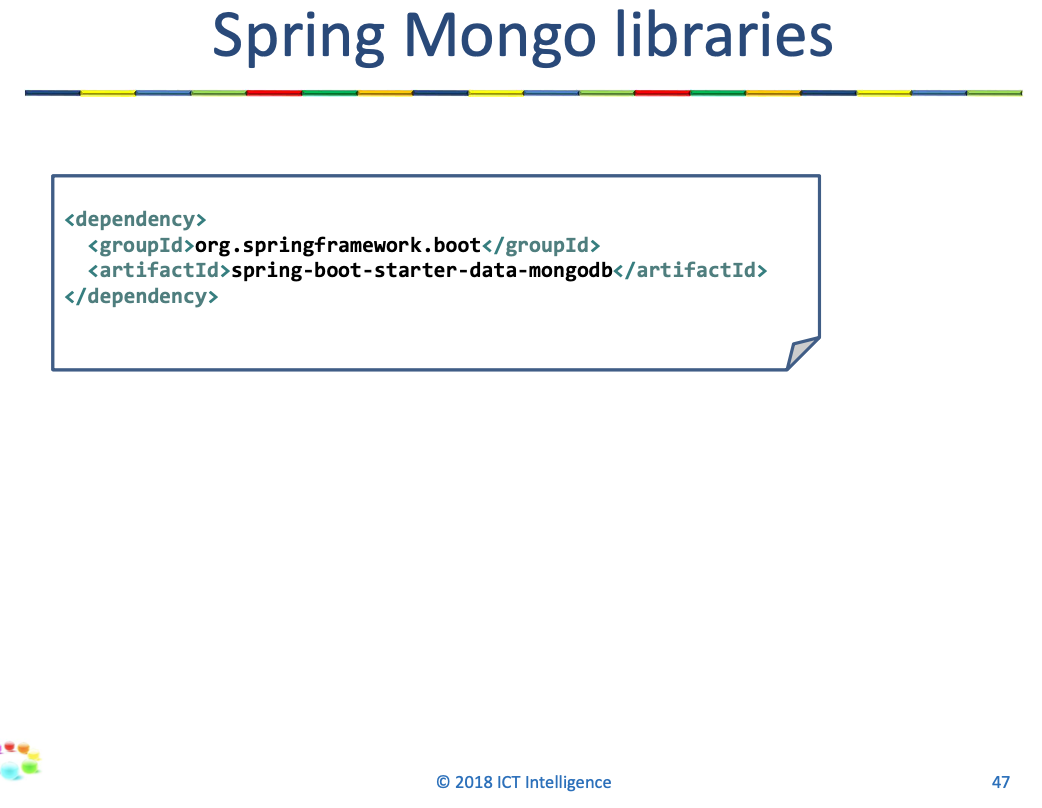 Spring Mongo libraries
<dependency>
  <groupId>org.springframework.boot</groupId>
  <artifactId>spring-boot-starter-data-mongodb</artifactId>
</dependency>
© 2018 ICT Intelligence
47